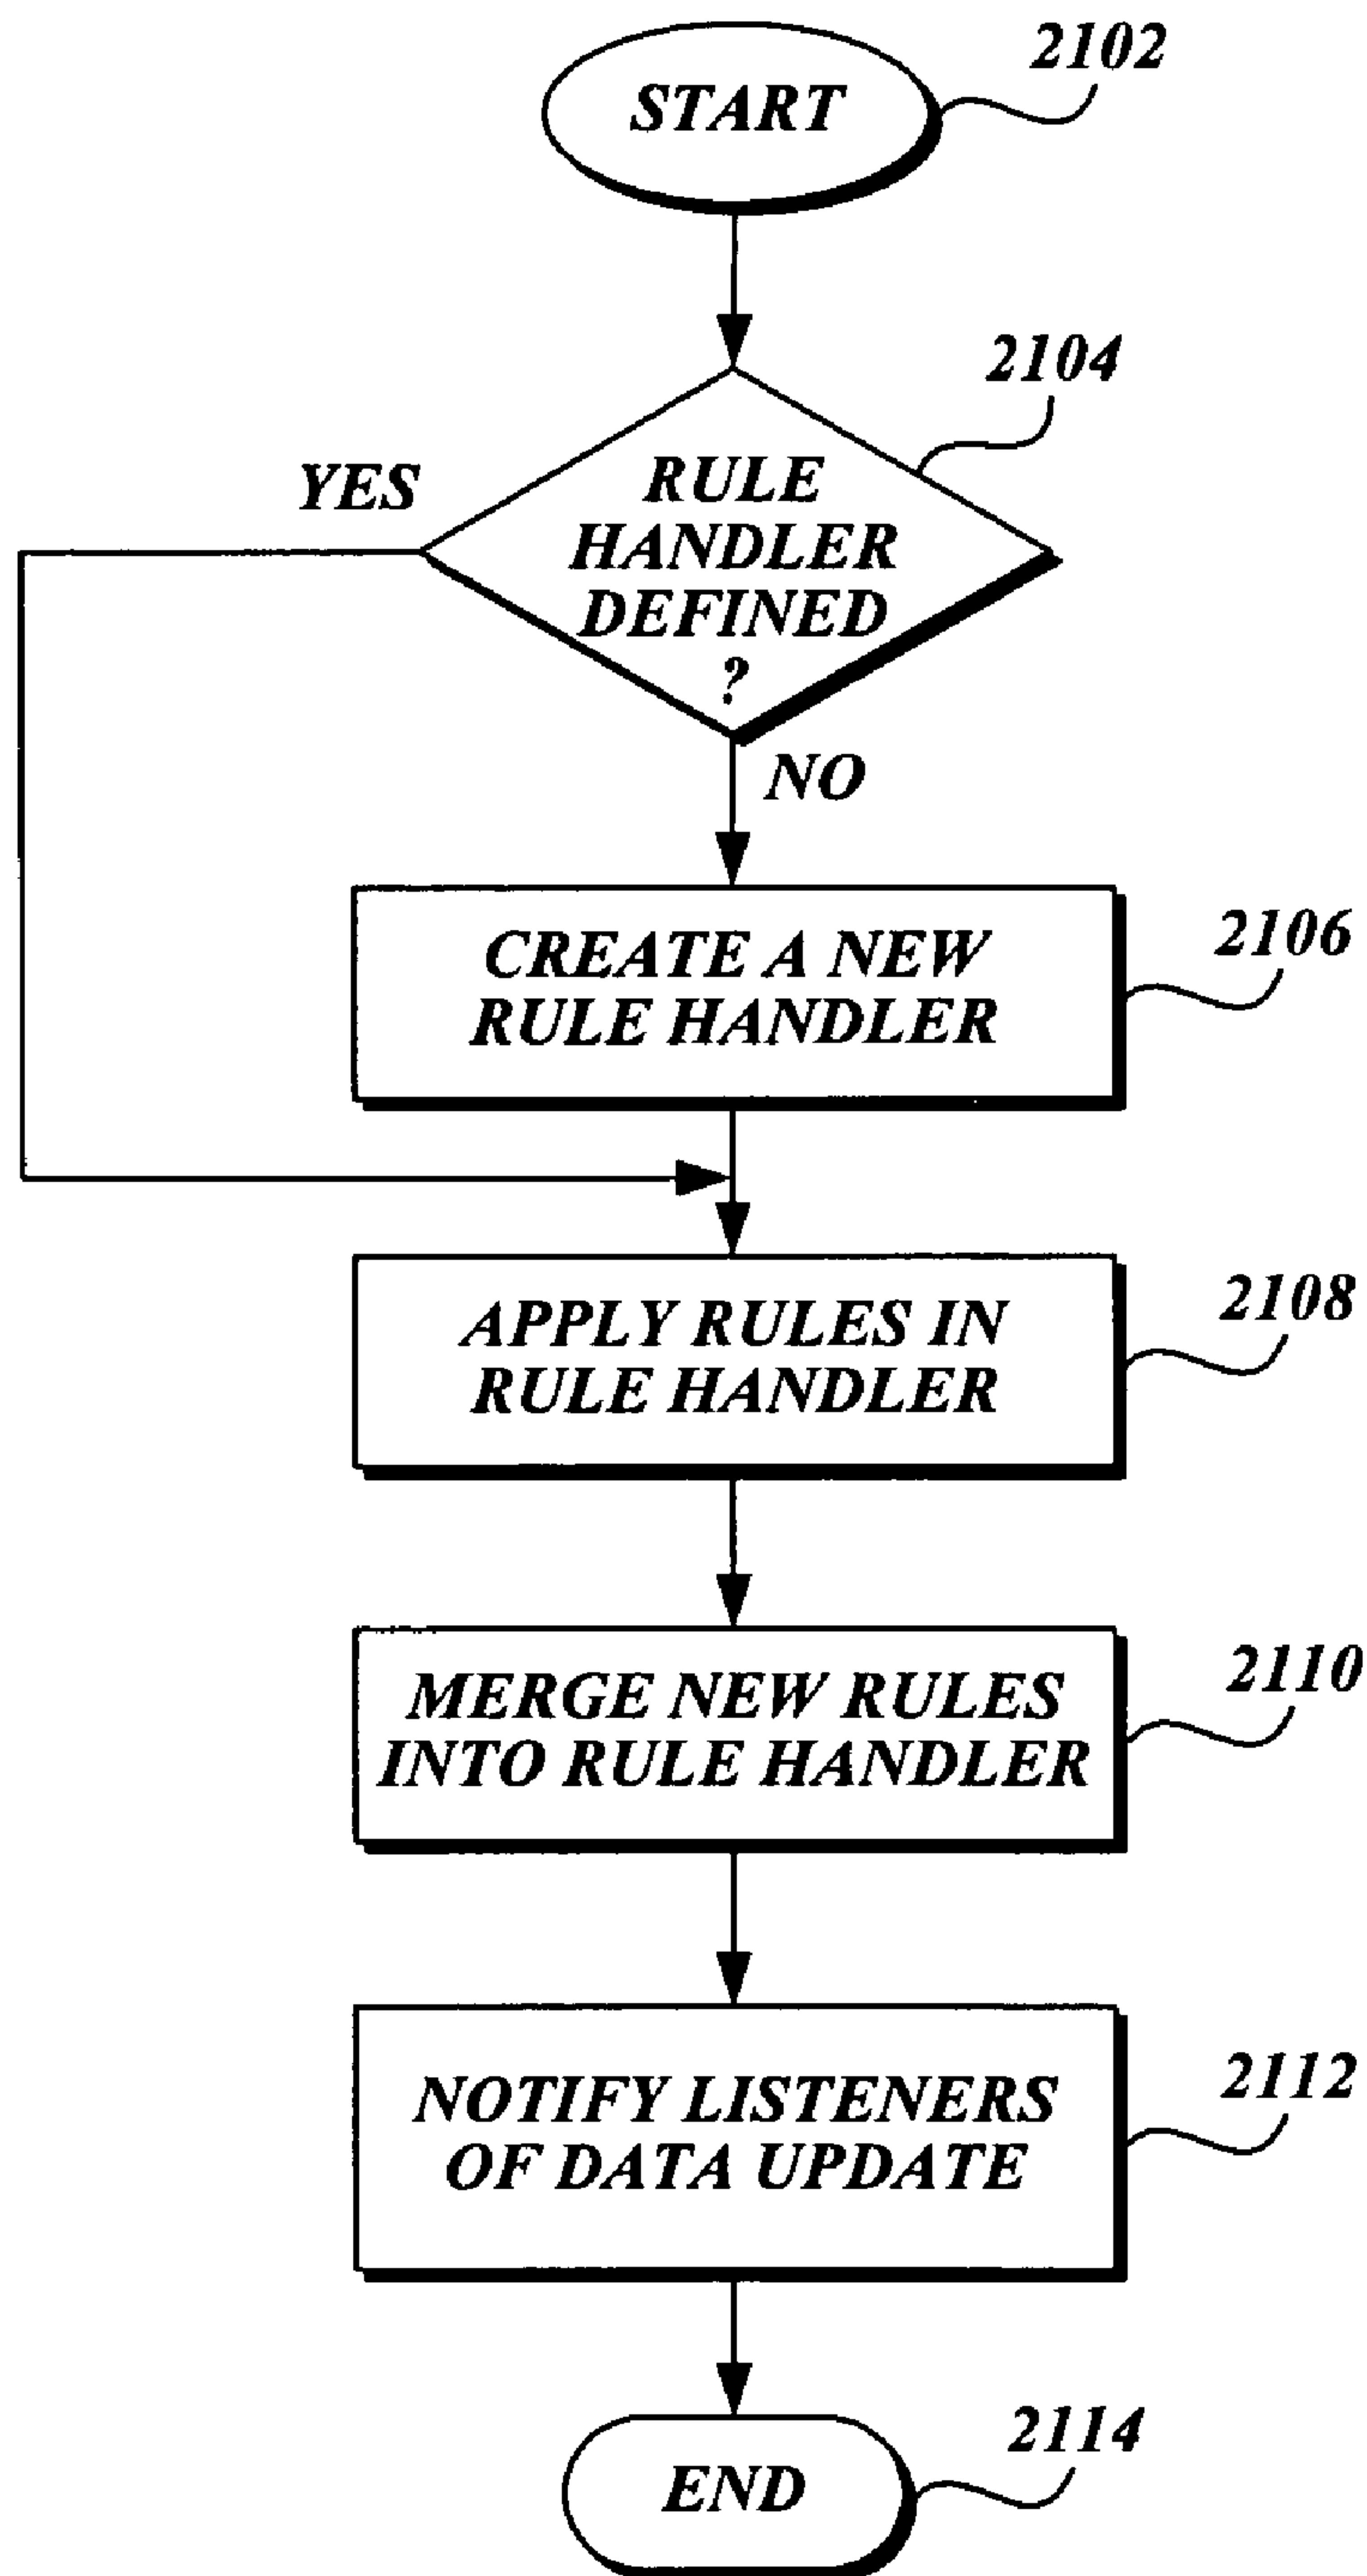 2102
START
2104
YES
RULE
HANDLER
DEFINED
?
NO
CREATE A NEW
RULE HANDLER
2106
APPLY RULES IN
RULE HANDLER
2108
MERGE NEW RULES
INTO RULE HANDLER
2110
NOTIFY LISTENERS
OF DATA UPDATE
2112
END
2114